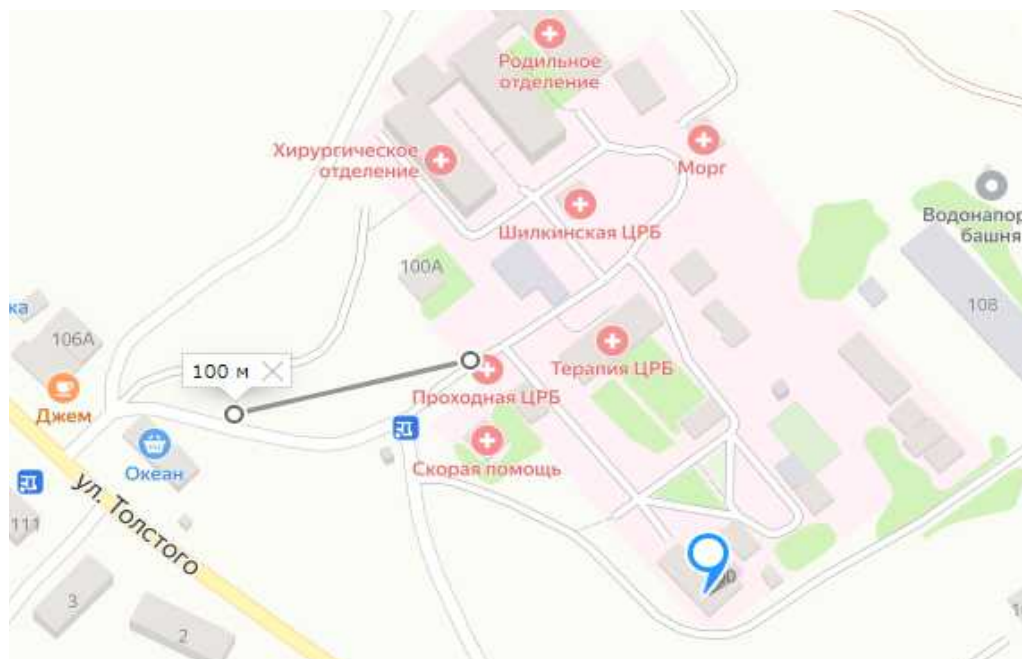 Родильное
отделение
Хирургическое
отделение
Морг
Водонапор
башня
Шилкинская ЦРБ
100А
108
ка
106А
100 м
Терапия ЦРБ
Проходная ЦРБ
Джем
Океан
Скорая помощь
ул. Толстого
111
3
2